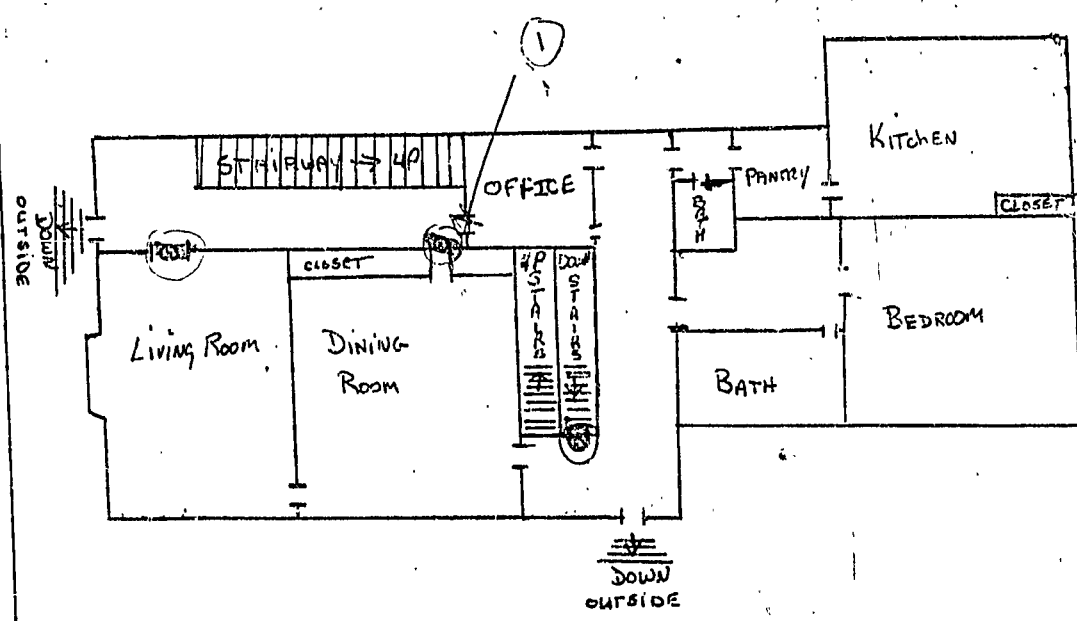 1
KITCHEN
STAIRWAY → UP
OFFICE
PANTRY
BATH
CLOSET
DOWN
OUTSIDE
CLOSET
UP
STAIRS
DOWN
STAIRS
LIVING ROOM
DINING
ROOM
BEDROOM
BATH
DOWN
OUTSIDE